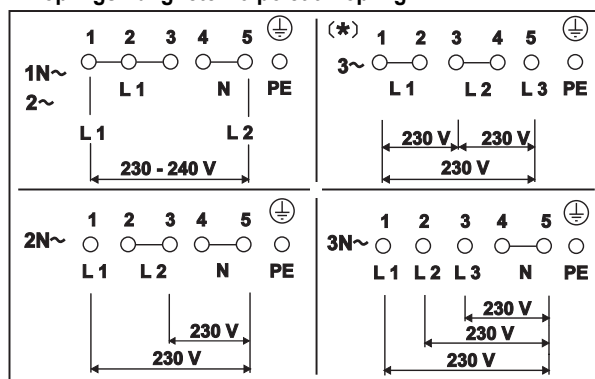 1 2 3 4 5
1N~
2~
L 1 N PE
L 1 L 2
230 - 240 V
(*) 1 2 3 4 5
3~
L 1 L 2 L 3 PE
230 V 230 V
230 V
1 2 3 4 5
2N~
L 1 L 2 N PE
230 V
230 V
1 2 3 4 5
3N~
L 1 L 2 L 3 N PE
230 V
230 V
230 V